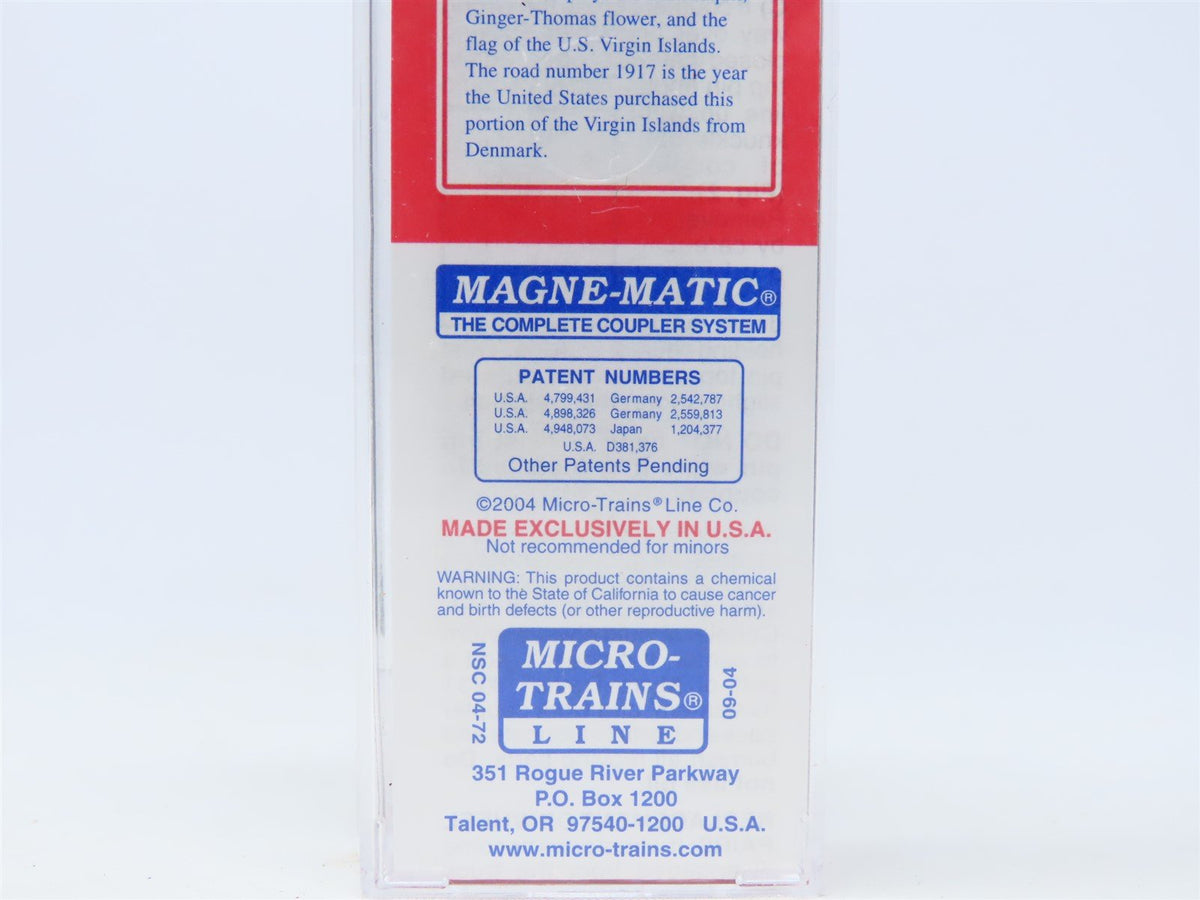 Ginger-Thomas flower, and the
flag of the U.S. Virgin Islands.
The road number 1917 is the year
the United States purchased this
portion of the Virgin Islands from
Denmark.
MAGNE-MATIC®
THE COMPLETE COUPLER SYSTEM
PATENT NUMBERS
U.S.A. 4,799,431 Germany 2,542,787
U.S.A. 4,898,326 Germany 2,559,813
U.S.A. 4,948,073 Japan 1,204,377
U.S.A. D381,376
Other Patents Pending
©2004 Micro-Trains® Line Co.
MADE EXCLUSIVELY IN U.S.A.
Not recommended for minors
WARNING: This product contains a chemical
known to the State of California to cause cancer
and birth defects (or other reproductive harm).
NSC 04-72
MICRO-
TRAINS®
LINE
09-04
351 Rogue River Parkway
P.O. Box 1200
Talent, OR 97540-1200 U.S.A.
www.micro-trains.com